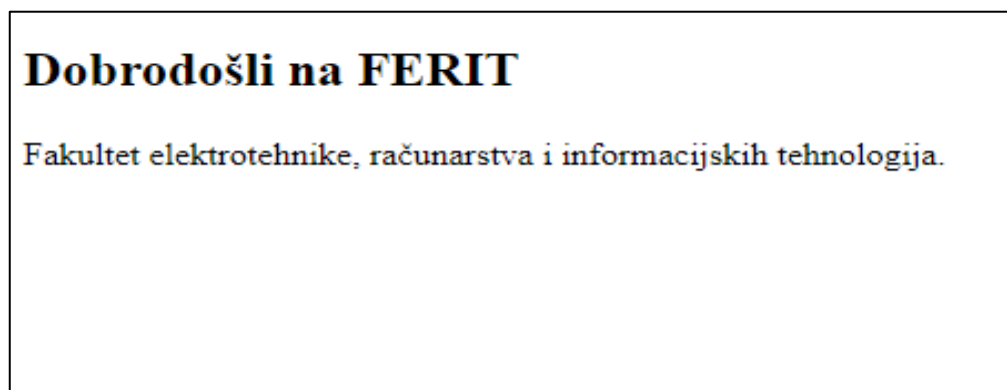 Dobrodošli na FERIT
Fakultet elektrotehnike, računarstva i informacijskih tehnologija.